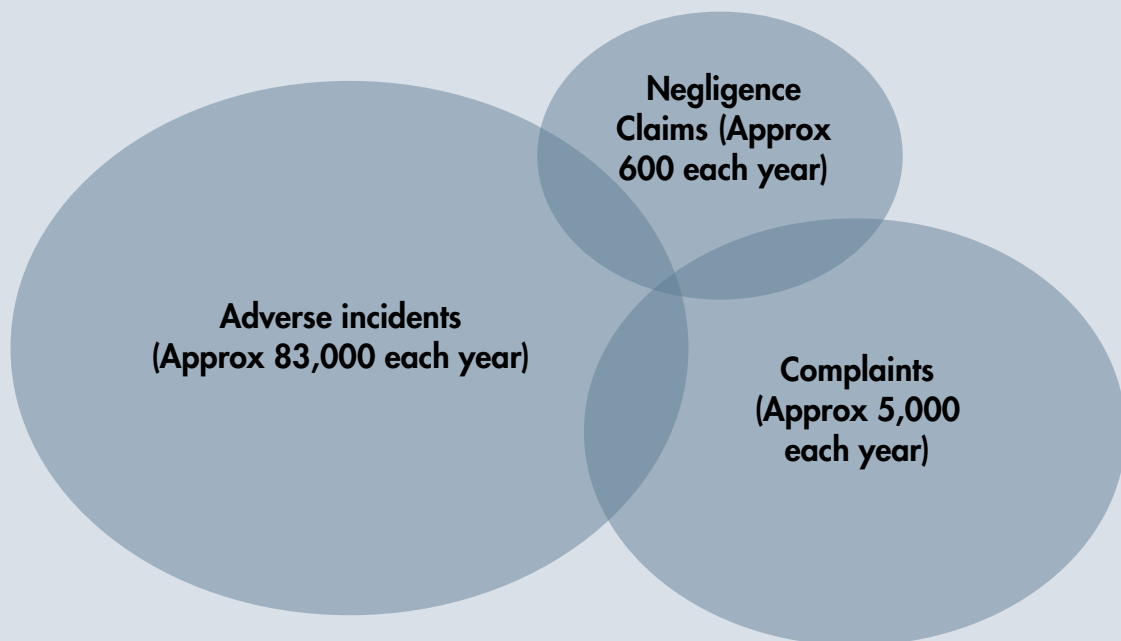 Negligence
Claims (Approx
600 each year)
Adverse incidents
(Approx 83,000 each year)
Complaints
(Approx 5,000
each year)